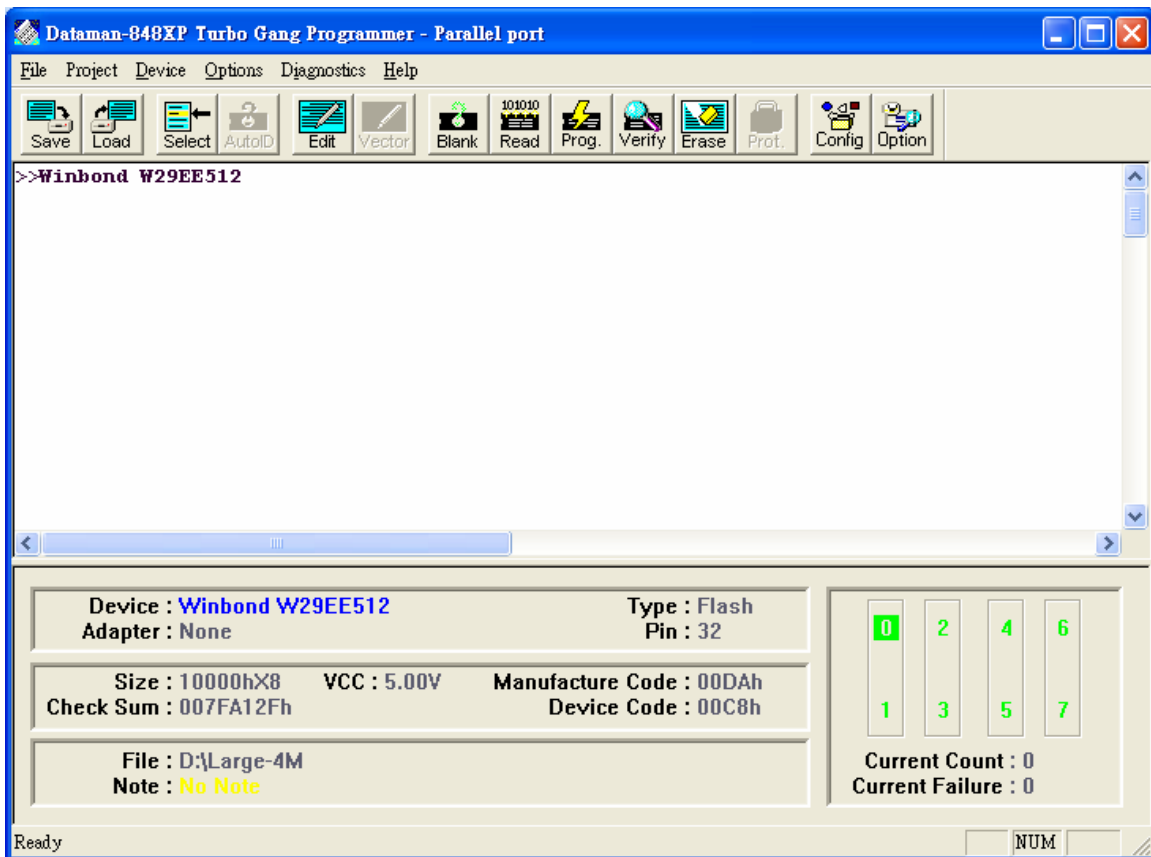 Dataman-848XP Turbo Gang Programmer - Parallel port
File Project Device Options Diagnostics Help
Save Load Select AutoID Edit Vector Blank 101010 Read Prog. Verify Erase Prot. Config Option
>>Winbond W29EE512
Device : Winbond W29EE512 Type : Flash
Adapter : None Pin : 32
Size : 10000hX8 VCC : 5.00V Manufacture Code : 00DAh
Check Sum : 007FA12Fh Device Code : 00C8h
File : D:\Large-4M
Note : No Note
0 2 4 6
1 3 5 7
Current Count : 0
Current Failure : 0
Ready NUM